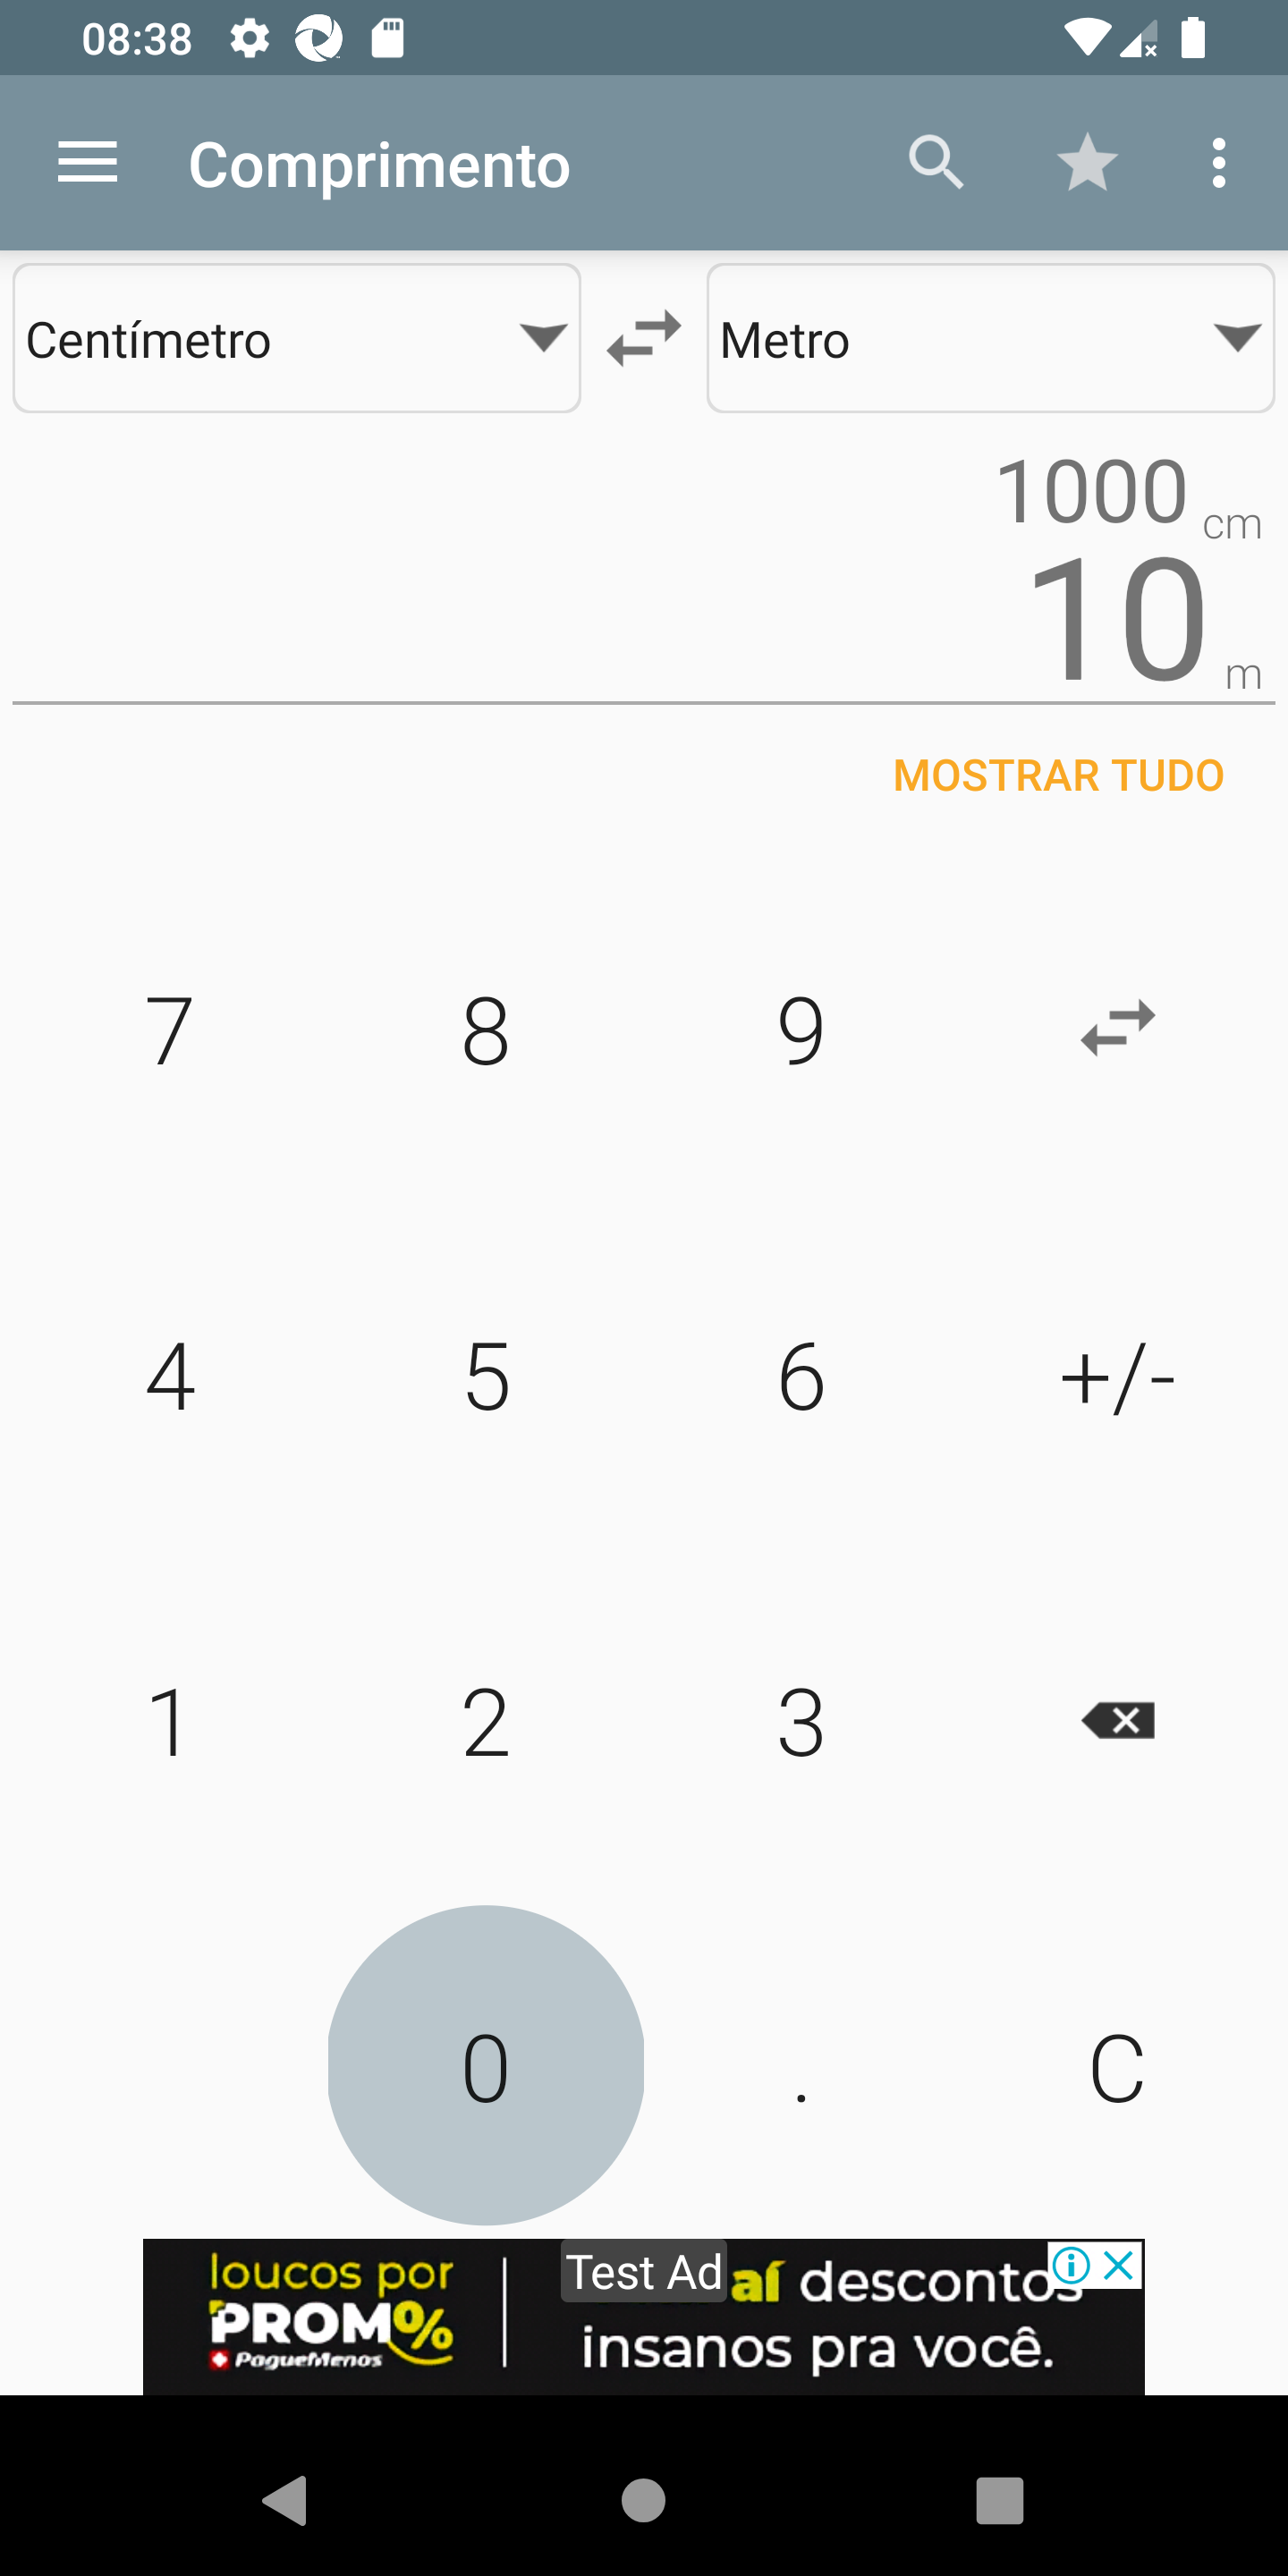 08:38
Comprimento
Centímetro
Metro
1000 cm
10 m
MOSTRAR TUDO
7 8 9
4 5 6 +/-
1 2 3
0 . C
loucos por
PROM%
PagueMenos
Test Ad
aí descontos
insanos pra você.